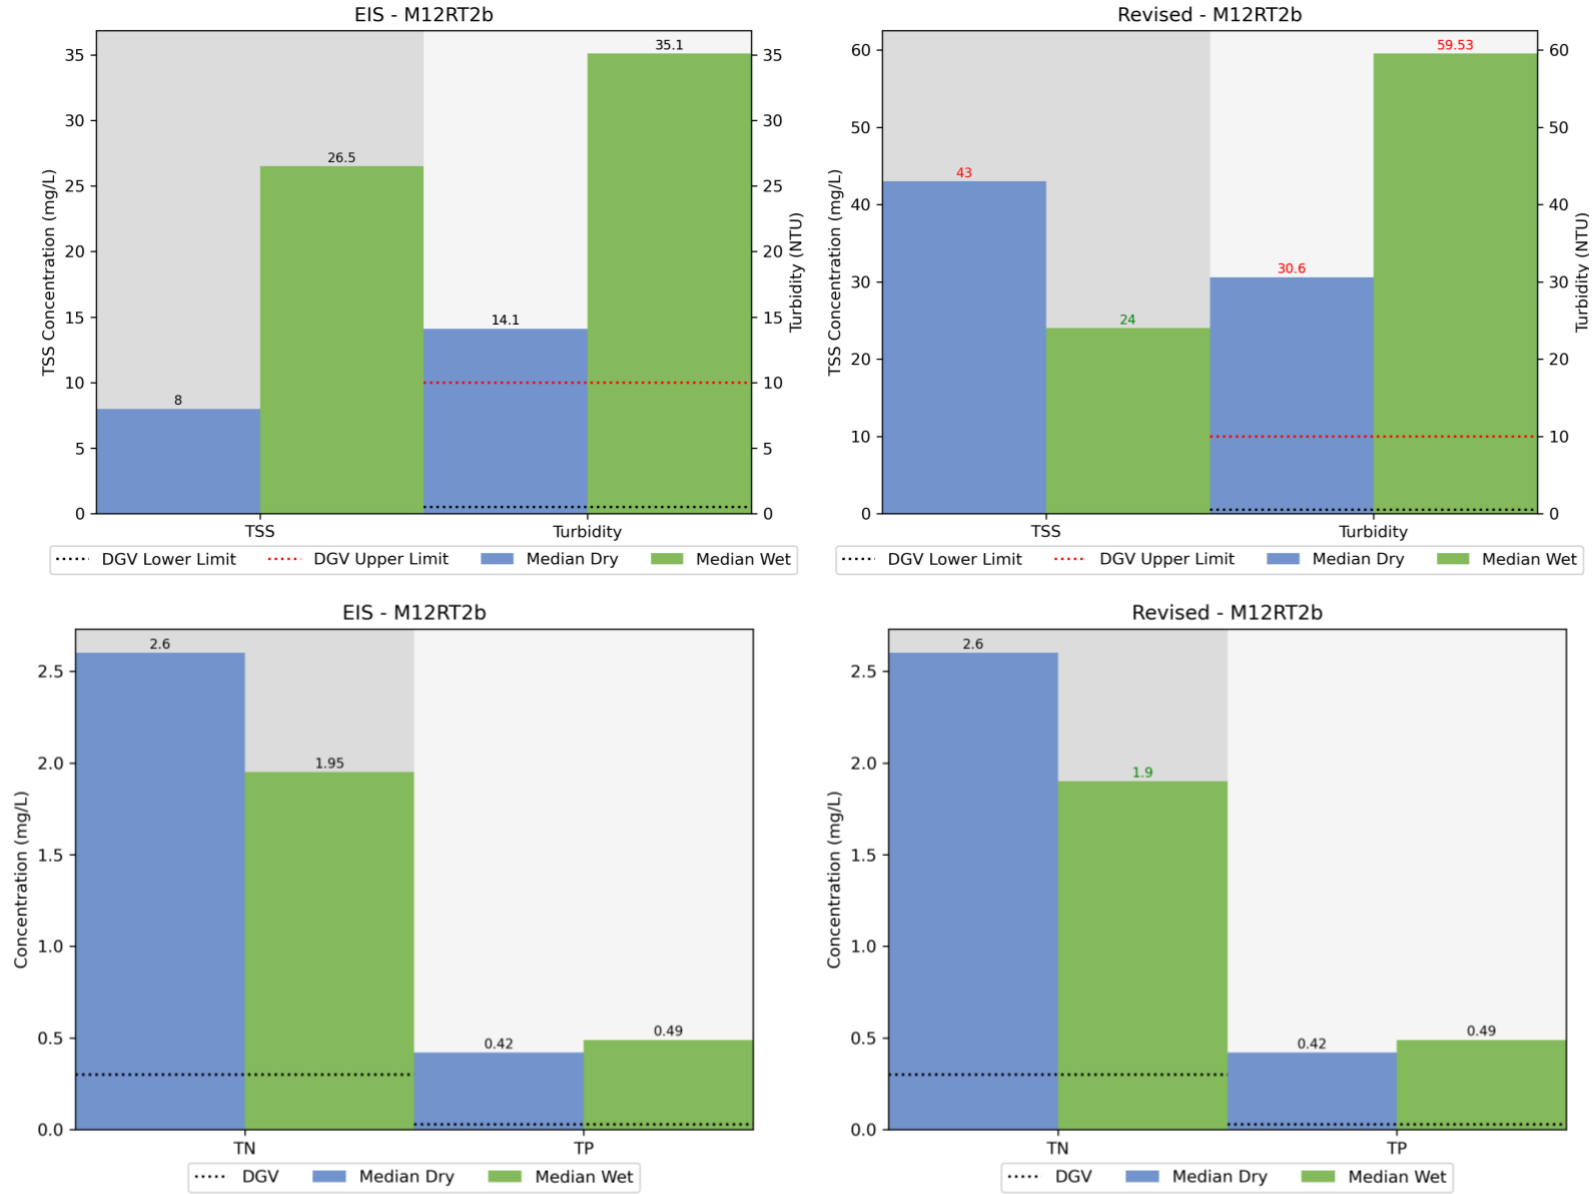 EIS - M12RT2b
35
30
25
20
15
10
5
0
TSS Concentration (mg/L)
8
26.5
14.1
35.1
35
30
25
20
15
10
5
0
Turbidity (NTU)
TSS
Turbidity
DGV Lower Limit
DGV Upper Limit
Median Dry
Median Wet
Revised - M12RT2b
60
50
40
30
20
10
0
TSS Concentration (mg/L)
43
24
30.6
59.53
60
50
40
30
20
10
0
Turbidity (NTU)
TSS
Turbidity
DGV Lower Limit
DGV Upper Limit
Median Dry
Median Wet
EIS - M12RT2b
2.5
2.0
1.5
1.0
0.5
0.0
Concentration (mg/L)
2.6
1.95
0.42
0.49
TN
TP
DGV
Median Dry
Median Wet
Revised - M12RT2b
2.5
2.0
1.5
1.0
0.5
0.0
Concentration (mg/L)
2.6
1.9
0.42
0.49
TN
TP
DGV
Median Dry
Median Wet